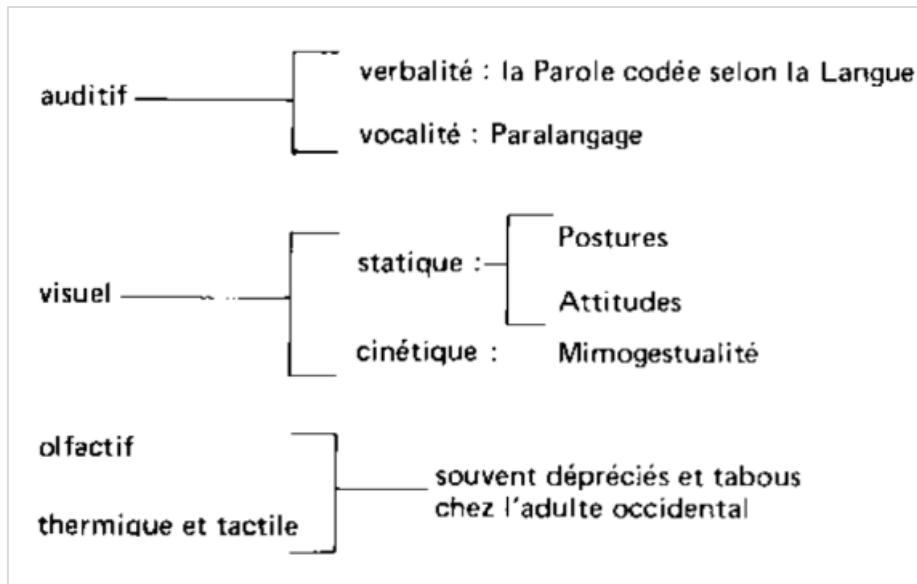 auditif
verbalité : la Parole codée selon la Langue
vocalité : Paralangage
visuel
statique :
Postures
Attitudes
cinétique : Mimogestualité
olfactif
thermique et tactile
souvent dépréciés et tabous
chez l'adulte occidental